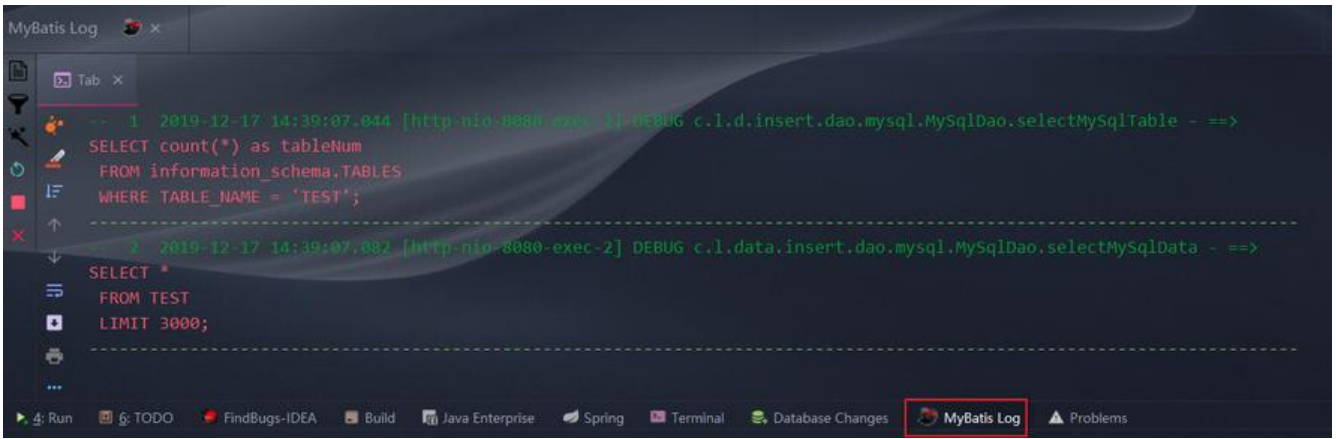 MyBatis Log
Tab
-- 1 2019-12-17 14:39:07.044 [http-nio-8080-exec-2] DEBUG c.l.d.insert.dao.mysql.MySqlDao.selectMySqlTable - ==>
SELECT count(*) as tableNum
FROM information_schema.TABLES
WHERE TABLE_NAME = 'TEST';
-- 2 2019-12-17 14:39:07.082 [http-nio-8080-exec-2] DEBUG c.l.data.insert.dao.mysql.MySqlDao.selectMySqlData - ==>
SELECT *
FROM TEST
LIMIT 3000;
4: Run 6: TODO FindBugs-IDEA Build Java Enterprise Spring Terminal Database Changes MyBatis Log Problems